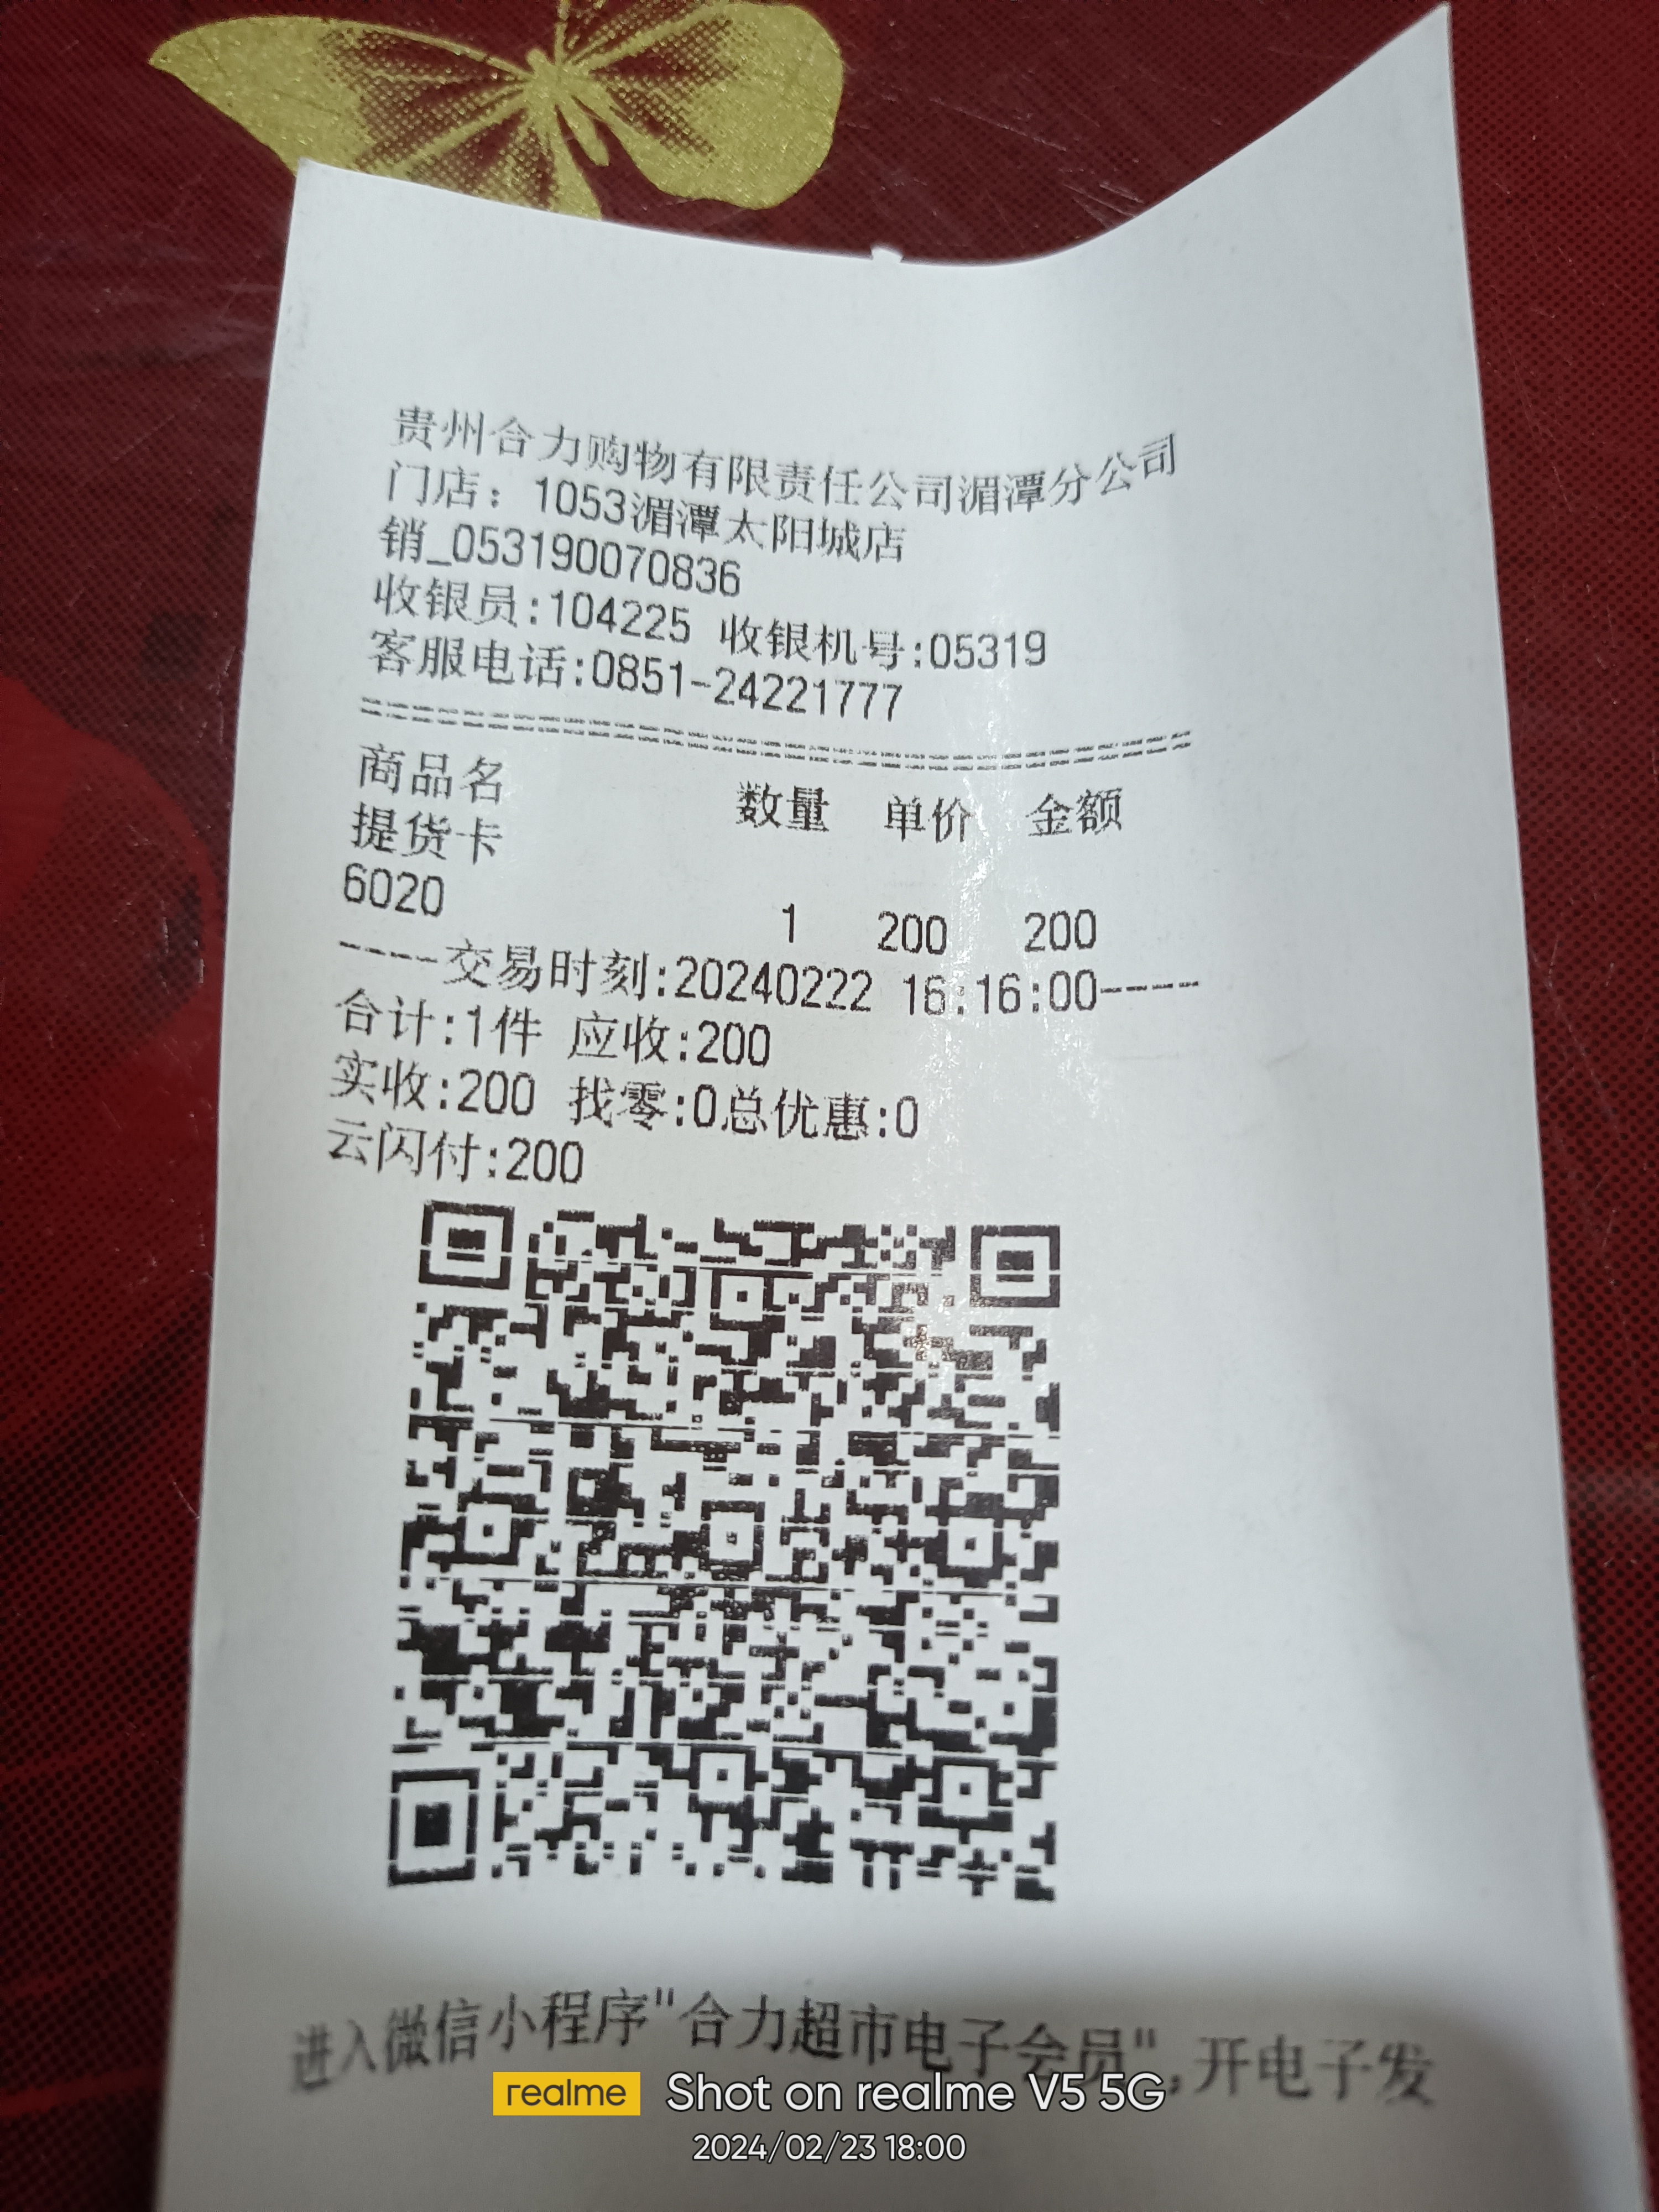 贵州合力购物有限责任公司湄潭分公司
门店：1053湄潭太阳城店
销_053190070836
收银员:104225 收银机号:05319
客服电话:0851-24221777
================================
商品名 数量 单价 金额
提货卡
6020 1 200 200
----交易时刻:20240222 16:16:00-----
合计:1件 应收:200
实收:200 找零:0总优惠:0
云闪付:200
进入微信小程序"合力超市电子会员",开电子发
realme Shot on realme V5 5G
2024/02/23 18:00